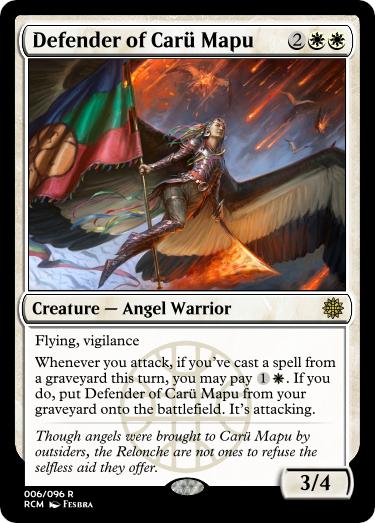 Defender of Carü Mapu 2
Creature — Angel Warrior
Flying, vigilance
Whenever you attack, if you've cast a spell from
a graveyard this turn, you may pay 1 . If you
do, put Defender of Carü Mapu from your
graveyard onto the battlefield. It's attacking.
Though angels were brought to Carü Mapu by
outsiders, the Relonche are not ones to refuse the
selfless aid they offer.
3/4
006/096 R
RCM Fesbra